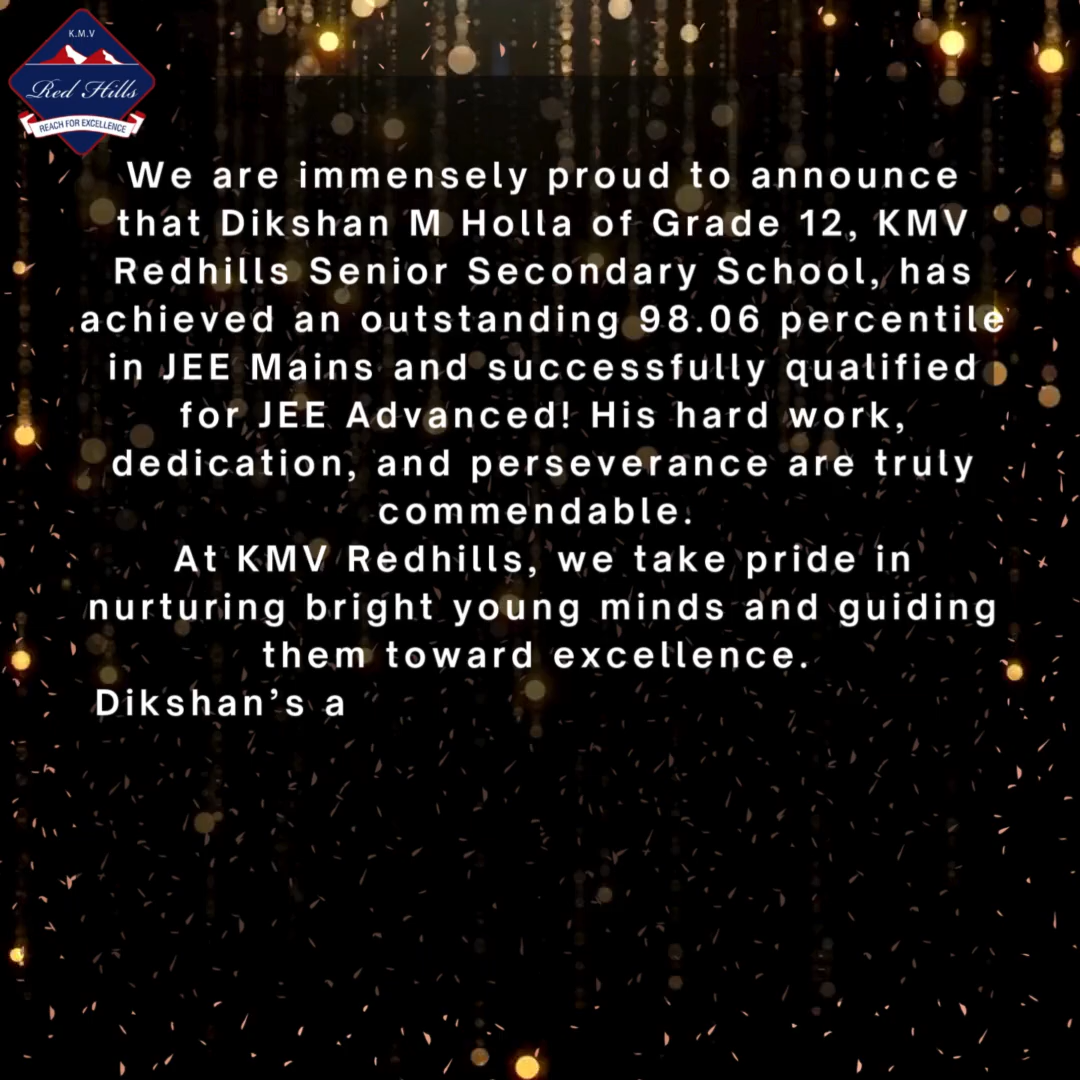 K.M.V
Red Hills
REACH FOR EXCELLENCE
We are immensely proud to announce
that Dikshan M Holla of Grade 12, KMV
Redhills Senior Secondary School, has
achieved an outstanding 98.06 percentile
in JEE Mains and successfully qualified
for JEE Advanced! His hard work,
dedication, and perseverance are truly
commendable.
At KMV Redhills, we take pride in
nurturing bright young minds and guiding
them toward excellence.
Dikshan’s a